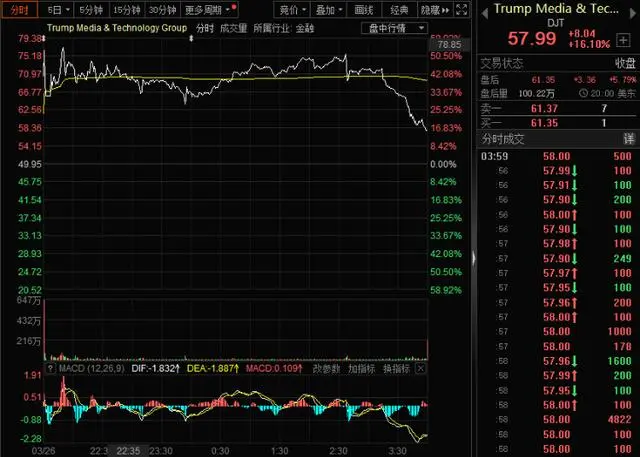 分时 5日 5分钟 15分钟 30分钟 更多周期 竞价 叠加 画线 经典 隐藏
Trump Media & Technology Group 分时 成交量 所属行业: 金融 盘中行情
79.38
75.18 50.50%
70.97 42.08%
66.77 33.67%
62.56 25.25%
58.36 16.83%
54.15 8.42%
49.95 0.00%
45.75 8.42%
41.54 16.83%
37.34 25.25%
33.13 33.67%
28.93 42.08%
24.72 50.50%
20.52 58.92%
78.85
647万
432万
216万
? MACD (12,26,9) DIF:-1.832↑ DEA:-1.887↑ MACD:0.109↑ 改参数 加指标 换指标
1.91
0.51
-0.88
-2.28
03/26 22:3 22:35 23:30 0:30 1:30 2:30 3:30
Trump Media & Tec...
DJT
57.99 +8.04
+16.10%
交易状态 收盘
盘后 61.35 +3.36 +5.79%
盘后量 100.22万 20:00 美东
卖一 61.37 7
买一 61.35 1
分时成交 详
03:59 58.00 500
:56 57.99↓ 100
:56 57.91↓ 100
:56 57.90↓ 200
:56 58.00↑ 100
:57 57.90↓ 100
:57 57.98↑ 100
:57 57.90↓ 249
:57 57.97↑ 100
:57 57.95↓ 100
:57 57.96↑ 200
:57 58.00↑ 100
:57 58.00 1000
:57 58.00 178
:58 57.96↓ 1600
:58 57.99↑ 200
:58 57.95↓ 100
:58 58.00↑ 100
:58 58.00 4822
:58 58.00 100